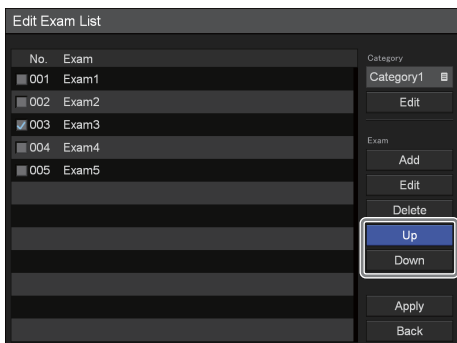 Edit Exam List
No. Exam
001 Exam1
002 Exam2
003 Exam3
004 Exam4
005 Exam5
Category
Category1
Edit
Exam
Add
Edit
Delete
Up
Down
Apply
Back